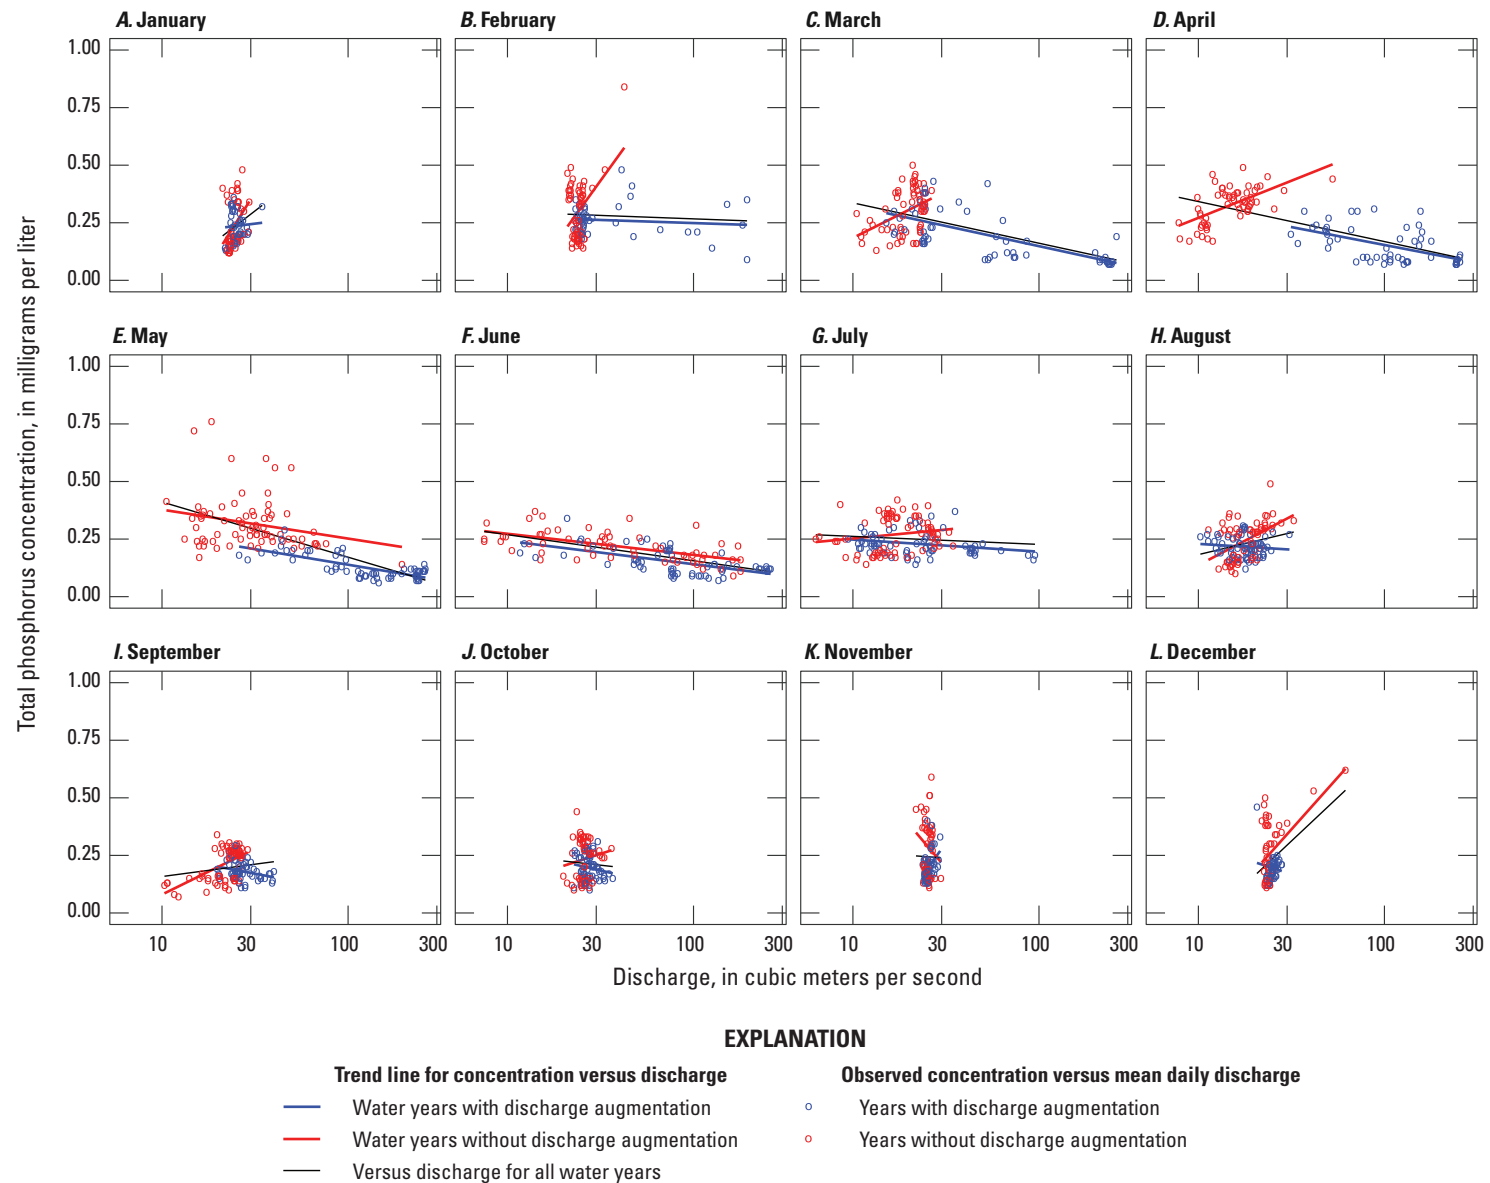 A. January
B. February
C. March
D. April
1.00
0.75
0.50
0.25
0.00
E. May
F. June
G. July
H. August
1.00
0.75
0.50
0.25
0.00
I. September
J. October
K. November
L. December
1.00
0.75
0.50
0.25
0.00
Total phosphorus concentration, in milligrams per liter
10 30 100 300 10 30 100 300 10 30 100 300 10 30 100 300
Discharge, in cubic meters per second
EXPLANATION
Trend line for concentration versus discharge
Water years with discharge augmentation
Water years without discharge augmentation
Versus discharge for all water years
Observed concentration versus mean daily discharge
Years with discharge augmentation
Years without discharge augmentation